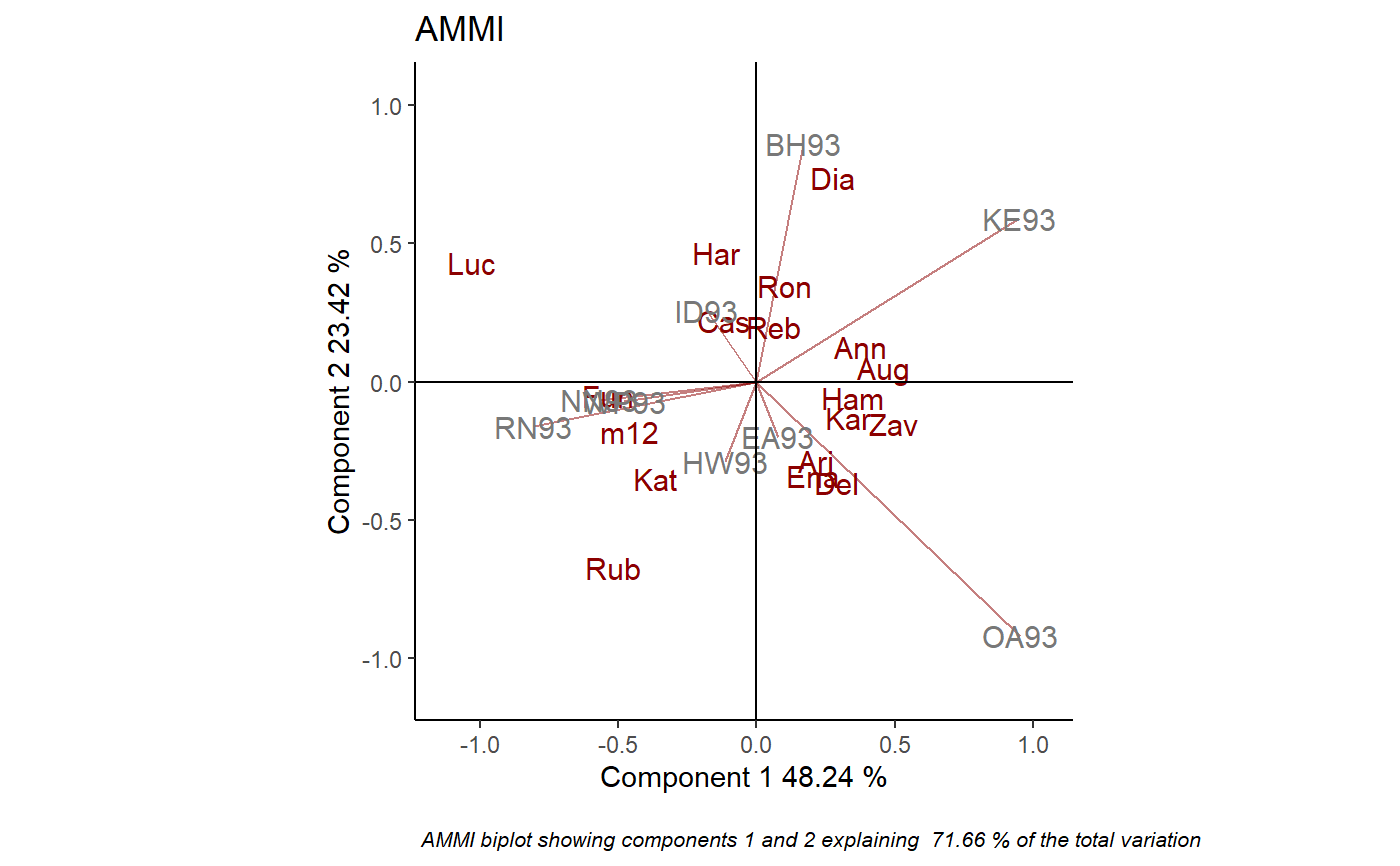 AMMI
1.0
BH93
Dia
KE93
0.5
Har
Luc
Ron
ID93
Cas
Reb
Ann
Aug
0.0
Fun
NN93
WP93
Ham
RN93
m12
Kar
Zav
EA93
HW93
Ari
Kat
Ena
Del
-0.5
Rub
OA93
-1.0
Component 2 23.42 %
-1.0 -0.5 0.0 0.5 1.0
Component 1 48.24 %
AMMI biplot showing components 1 and 2 explaining 71.66 % of the total variation